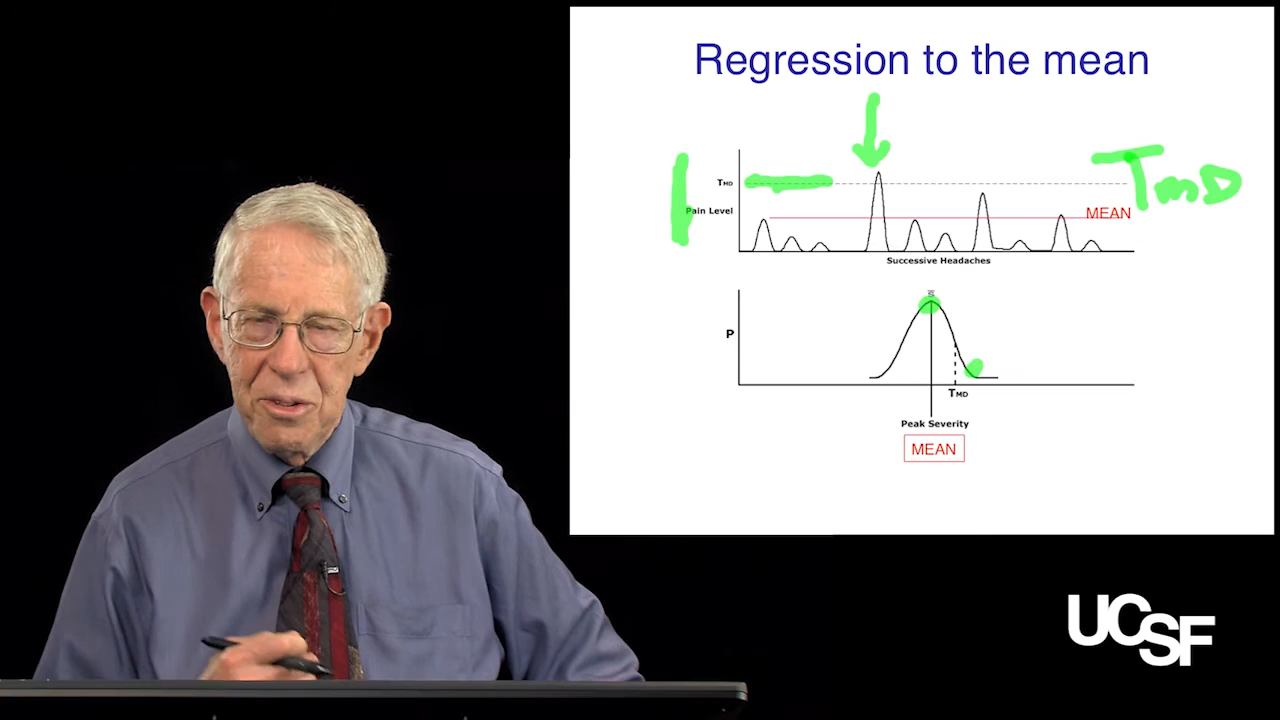 Regression to the mean
TMD
TmD
Pain Level
MEAN
Successive Headaches
P
TMD
Peak Severity
MEAN
UCSF